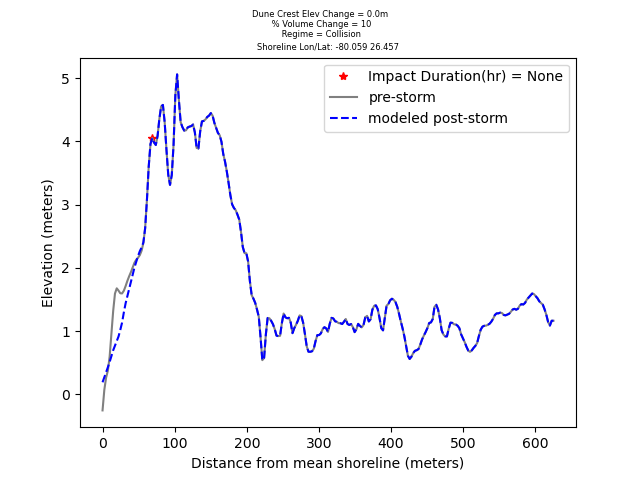 Dune Crest Elev Change = 0.0m
% Volume Change = 10
Regime = Collision
Shoreline Lon/Lat: -80.059 26.457
Impact Duration(hr) = None
pre-storm
modeled post-storm
Elevation (meters)
5
4
3
2
1
0
0 100 200 300 400 500 600
Distance from mean shoreline (meters)